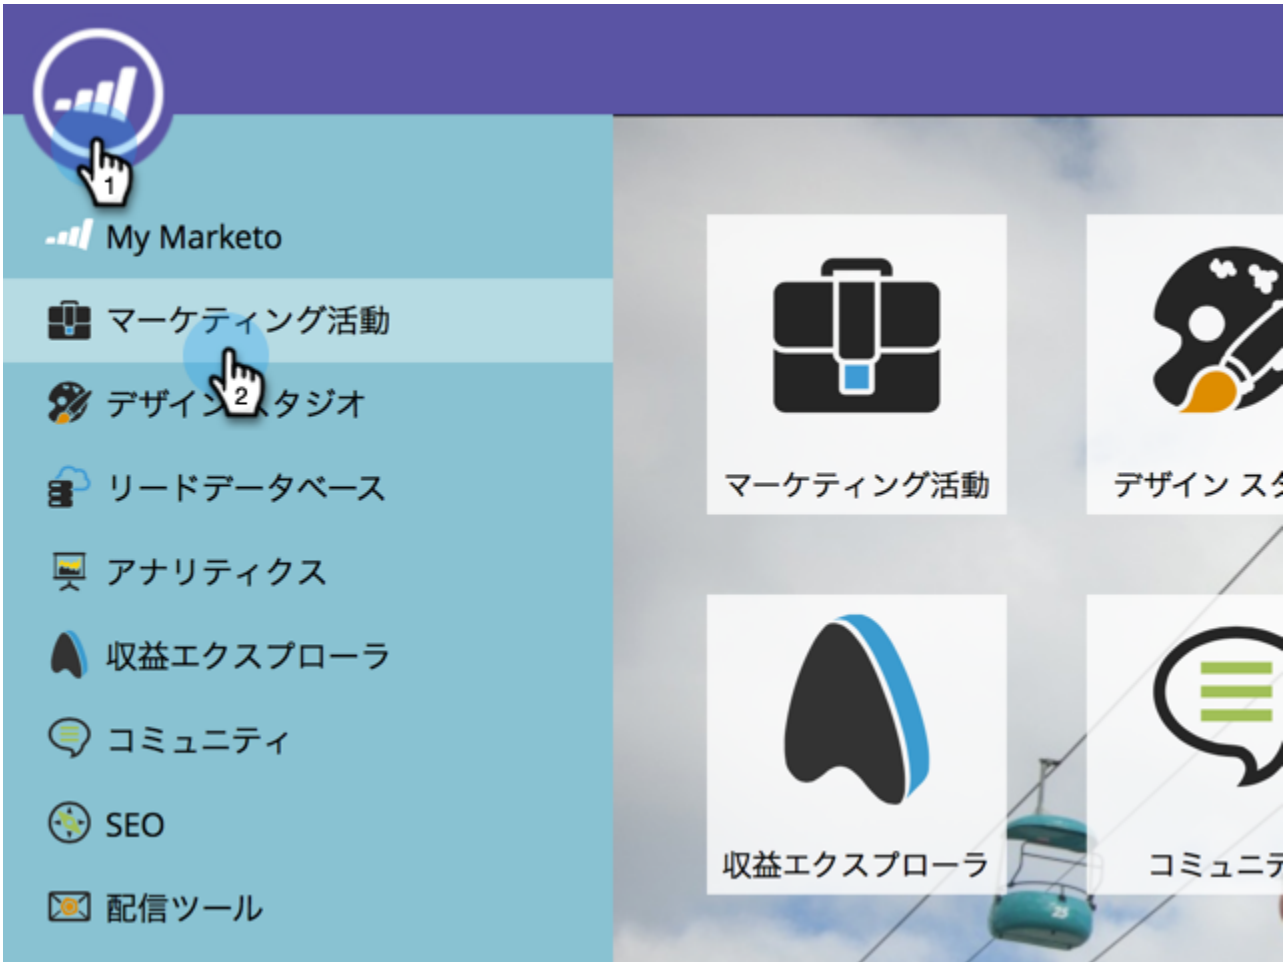 1
My Marketo
マーケティング活動
2
デザイン スタジオ
リードデータベース
アナリティクス
収益エクスプローラ
コミュニティ
SEO
配信ツール
マーケティング活動
デザイン スタ
収益エクスプローラ
コミュニテ
25